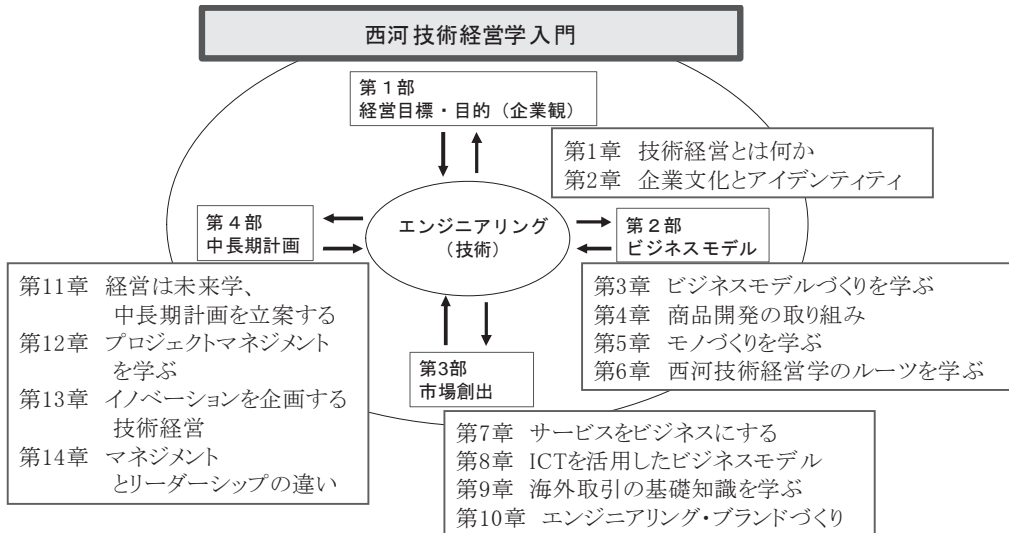 西河技術経営学入門
第1部
経営目標・目的（企業観）
第1章 技術経営とは何か
第2章 企業文化とアイデンティティ
エンジニアリング
(技術)
第2部
ビジネスモデル
第3章 ビジネスモデルづくりを学ぶ
第4章 商品開発の取り組み
第5章 モノづくりを学ぶ
第6章 西河技術経営学のルーツを学ぶ
第3部
市場創出
第7章 サービスをビジネスにする
第8章 ICTを活用したビジネスモデル
第9章 海外取引の基礎知識を学ぶ
第10章 エンジニアリング・ブランドづくり
第4部
中長期計画
第11章 経営は未来学、
中長期計画を立案する
第12章 プロジェクトマネジメント
を学ぶ
第13章 イノベーションを企画する
技術経営
第14章 マネジメント
とリーダーシップの違い